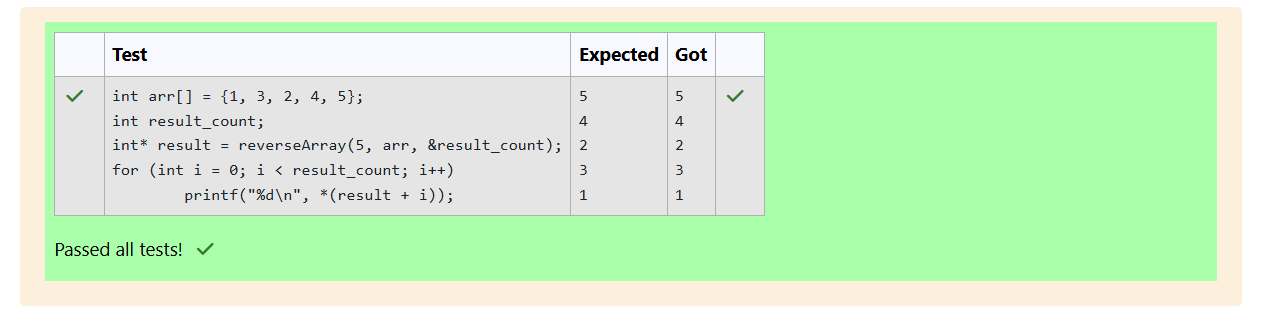 Test Expected Got
int arr[] = {1, 3, 2, 4, 5}; 5 5
int result_count; 4 4
int* result = reverseArray(5, arr, &result_count); 2 2
for (int i = 0; i < result_count; i++) 3 3
printf("%d\n", *(result + i)); 1 1
Passed all tests!